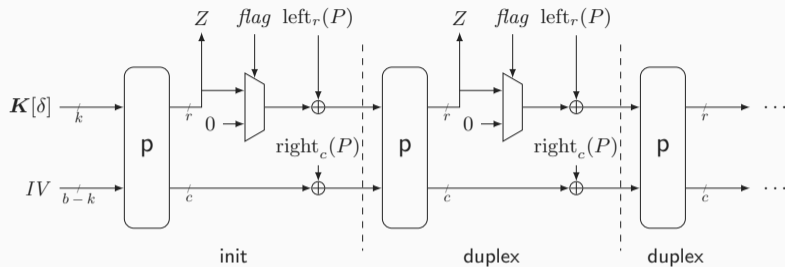 Z flag left_r(P) Z flag left_r(P)
K[δ] k r r r ...
0 0
p p p
right_c(P) right_c(P)
IV b − k c c c ...
init duplex duplex